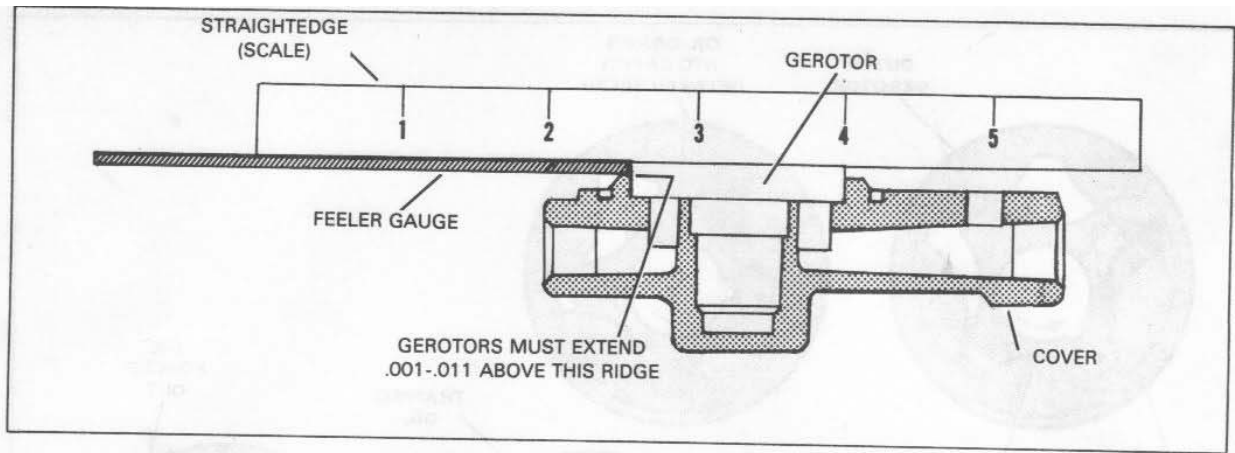 STRAIGHTEDGE
(SCALE)
GEROTOR
1 2 3 4 5
FEELER GAUGE
GEROTORS MUST EXTEND
.001-.011 ABOVE THIS RIDGE
COVER